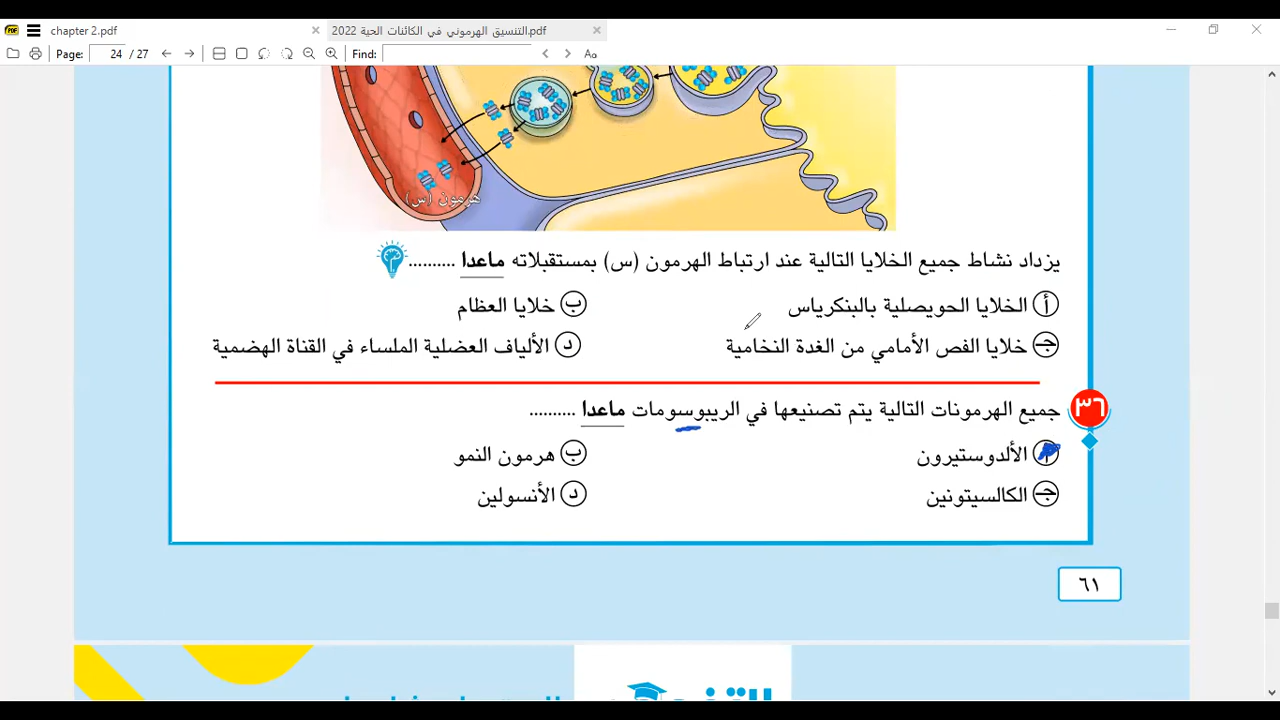 chapter 2.pdf
التنسيق الهرموني في الكائنات الحية 2022.pdf
Page: 24 / 27
Find:
Aa
هرمون (س)
يزداد نشاط جميع الخلايا التالية عند ارتباط الهرمون (س) بمستقبلاته ماعدا ..........
أ الخلايا الحويصلية بالبنكرياس
ب خلايا العظام
ج خلايا الفص الأمامي من الغدة النخامية
د الألياف العضلية الملساء في القناة الهضمية
٣٦ جميع الهرمونات التالية يتم تصنيعها في الريبوسومات ماعدا ..........
أ الألدوستيرون
ب هرمون النمو
ج الكالسيتونين
د الأنسولين
٦١